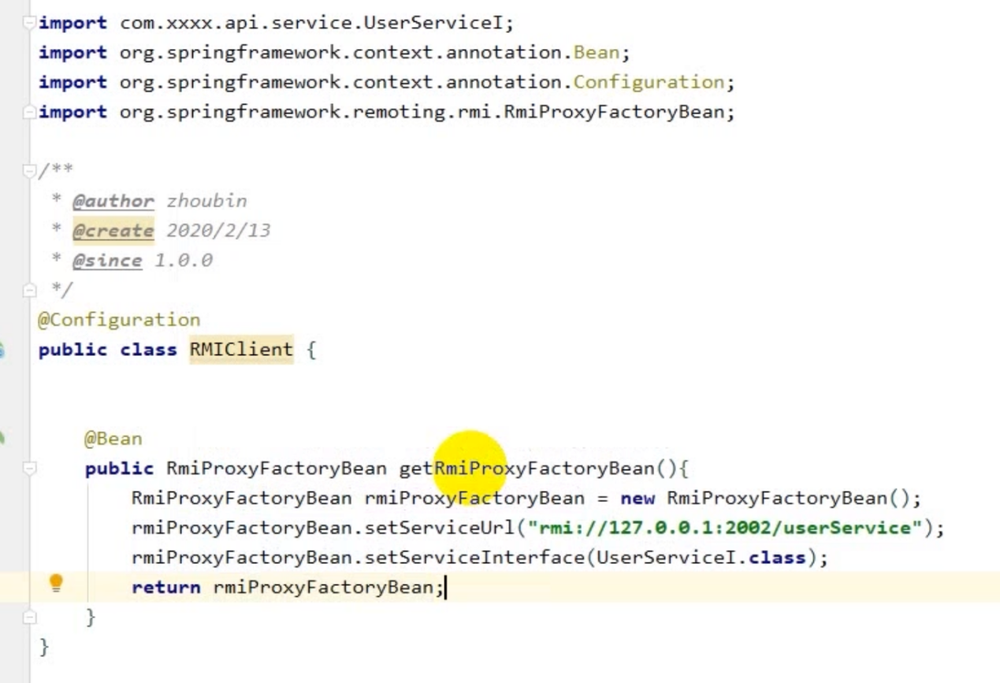 import com.xxxx.api.service.UserServiceI;
import org.springframework.context.annotation.Bean;
import org.springframework.context.annotation.Configuration;
import org.springframework.remoting.rmi.RmiProxyFactoryBean;
/**
* @author zhoubin
* @create 2020/2/13
* @since 1.0.0
*/
@Configuration
public class RMIClient {
@Bean
public RmiProxyFactoryBean getRmiProxyFactoryBean(){
RmiProxyFactoryBean rmiProxyFactoryBean = new RmiProxyFactoryBean();
rmiProxyFactoryBean.setServiceUrl("rmi://127.0.0.1:2002/userService");
rmiProxyFactoryBean.setServiceInterface(UserServiceI.class);
return rmiProxyFactoryBean;
}
}